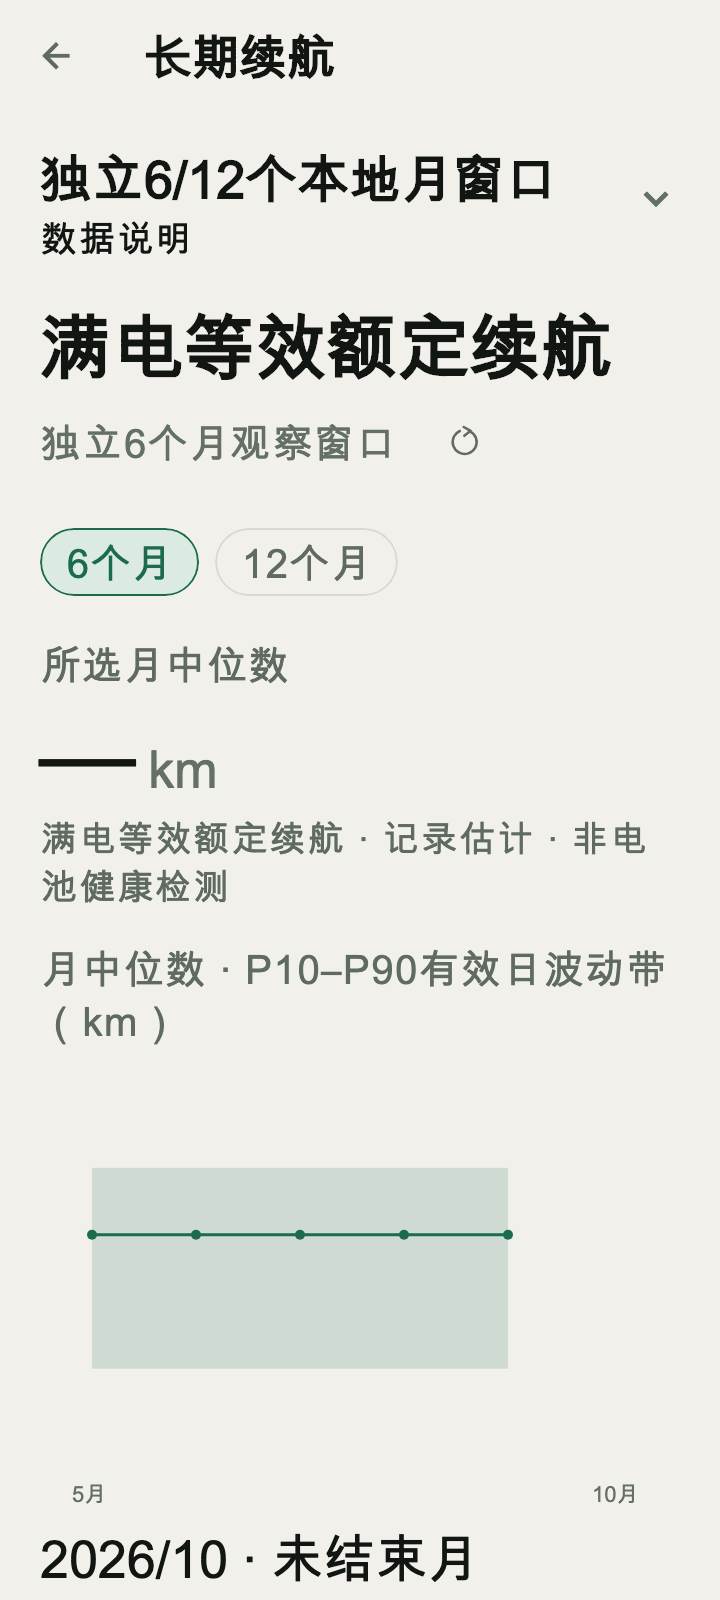 长期续航
独立6/12个本地月窗口
数据说明
满电等效额定续航
独立6个月观察窗口
6个月
12个月
所选月中位数
— km
满电等效额定续航 · 记录估计 · 非电
池健康检测
月中位数 · P10–P90有效日波动带
( km )
5月
10月
2026/10 · 未结束月